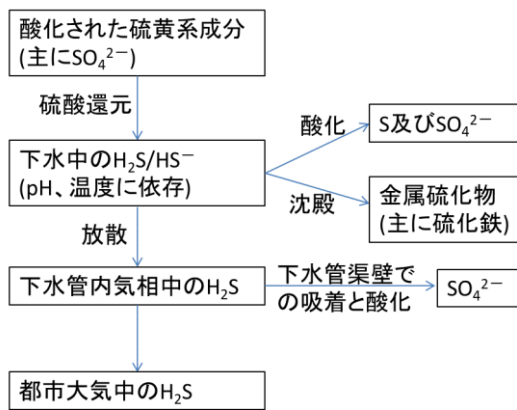 酸化された硫黄系成分
(主にSO₄²⁻)
硫酸還元
酸化
S及びSO₄²⁻
下水中のH₂S/HS⁻
(pH、温度に依存)
沈殿
金属硫化物
(主に硫化鉄)
放散
下水管内気相中のH₂S
下水管渠壁で
の吸着と酸化
SO₄²⁻
都市大気中のH₂S